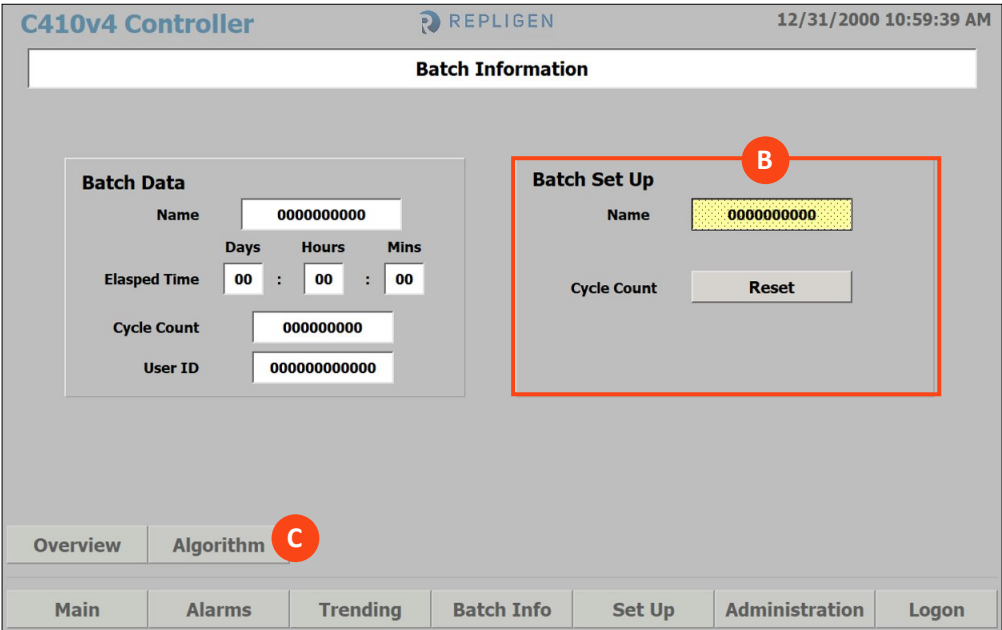 C410v4 Controller REPLIGEN 12/31/2000 10:59:39 AM
Batch Information
Batch Data
Name 0000000000
Days Hours Mins
Elasped Time 00 : 00 : 00
Cycle Count 000000000
User ID 000000000000
B
Batch Set Up
Name 0000000000
Cycle Count Reset
Overview Algorithm C
Main Alarms Trending Batch Info Set Up Administration Logon